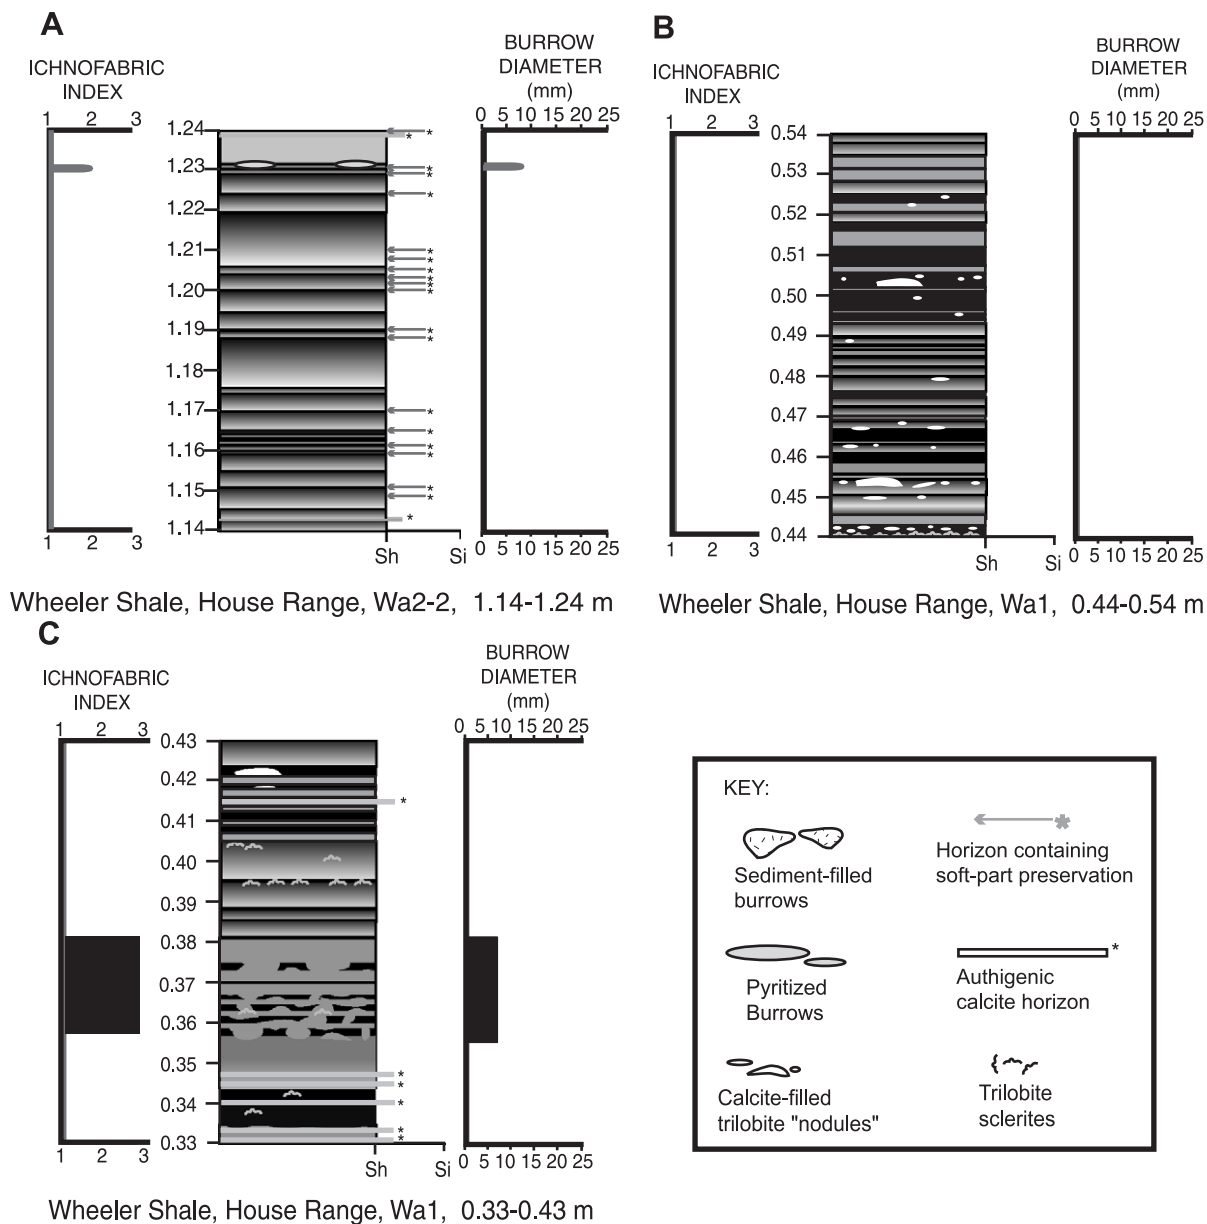 A
ICHNOFABRIC
INDEX
1 2 3
BURROW
DIAMETER
(mm)
0 5 10 15 20 25
1.24
1.23
1.22
1.21
1.20
1.19
1.18
1.17
1.16
1.15
1.14
* * * * * * * * * * * * * * * * * * * * *
1 2 3
Sh Si
0 5 10 15 20 25
Wheeler Shale, House Range, Wa2-2, 1.14-1.24 m
B
ICHNOFABRIC
INDEX
1 2 3
BURROW
DIAMETER
(mm)
0 5 10 15 20 25
0.54
0.53
0.52
0.51
0.50
0.49
0.48
0.47
0.46
0.45
0.44
1 2 3
Sh Si
0 5 10 15 20 25
Wheeler Shale, House Range, Wa1, 0.44-0.54 m
C
ICHNOFABRIC
INDEX
1 2 3
BURROW
DIAMETER
(mm)
0 5 10 15 20 25
0.43
0.42
0.41
0.40
0.39
0.38
0.37
0.36
0.35
0.34
0.33
* * * * * *
1 2 3
Sh Si
0 5 10 15 20 25
Wheeler Shale, House Range, Wa1, 0.33-0.43 m
KEY:
Sediment-filled
burrows
Horizon containing
soft-part preservation
Pyritized
Burrows
*
Authigenic
calcite horizon
Calcite-filled
trilobite "nodules"
Trilobite
sclerites